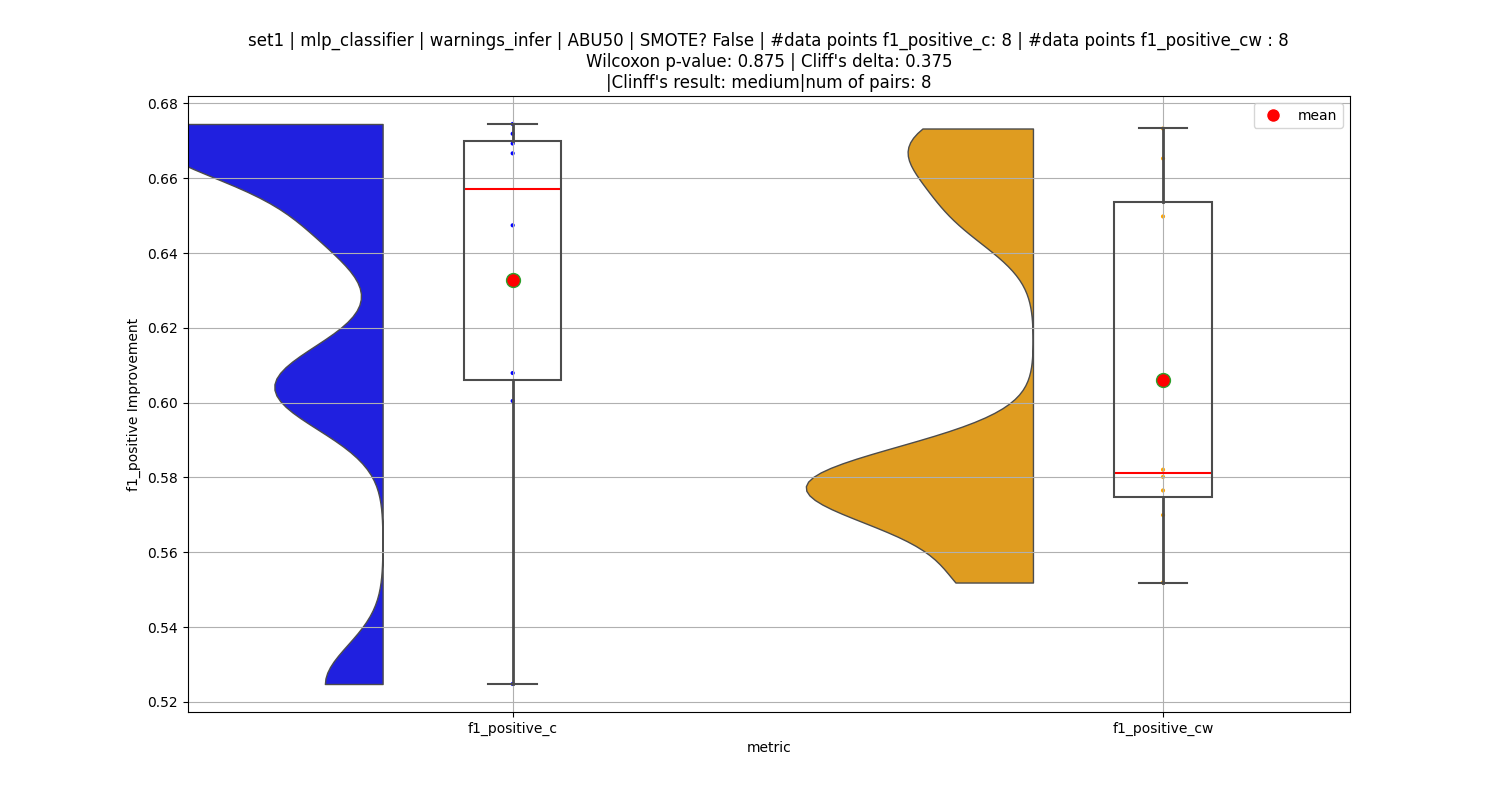 set1 | mlp_classifier | warnings_infer | ABU50 | SMOTE? False | #data points f1_positive_c: 8 | #data points f1_positive_cw : 8
Wilcoxon p-value: 0.875 | Cliff's delta: 0.375
|Clinff's result: medium|num of pairs: 8
mean
0.68
0.66
0.64
0.62
0.60
0.58
0.56
0.54
0.52
f1_positive Improvement
f1_positive_c
f1_positive_cw
metric